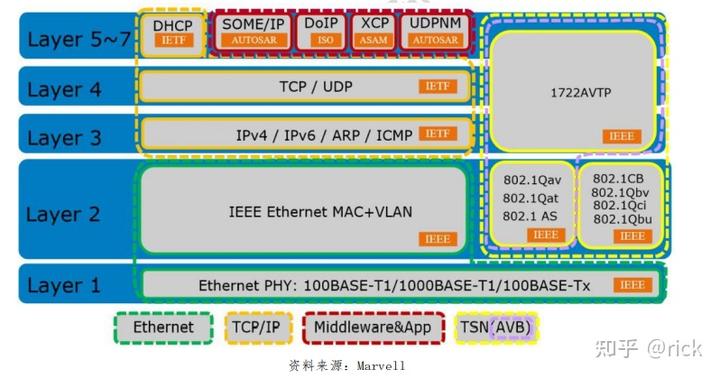 Layer 5~7
DHCP
IETF
SOME/IP
AUTOSAR
DoIP
ISO
XCP
ASAM
UDPNM
AUTOSAR
Layer 4
TCP / UDP
IETF
1722AVTP
IEEE
Layer 3
IPv4 / IPv6 / ARP / ICMP
IETF
Layer 2
IEEE Ethernet MAC+VLAN
IEEE
802.1Qav
802.1Qat
802.1 AS
IEEE
802.1CB
802.1Qbv
802.1Qci
802.1Qbu
IEEE
Layer 1
Ethernet PHY: 100BASE-T1/1000BASE-T1/100BASE-Tx
IEEE
Ethernet
TCP/IP
Middleware&App
TSN(AVB)
资料来源：Marvell
知乎 @rick